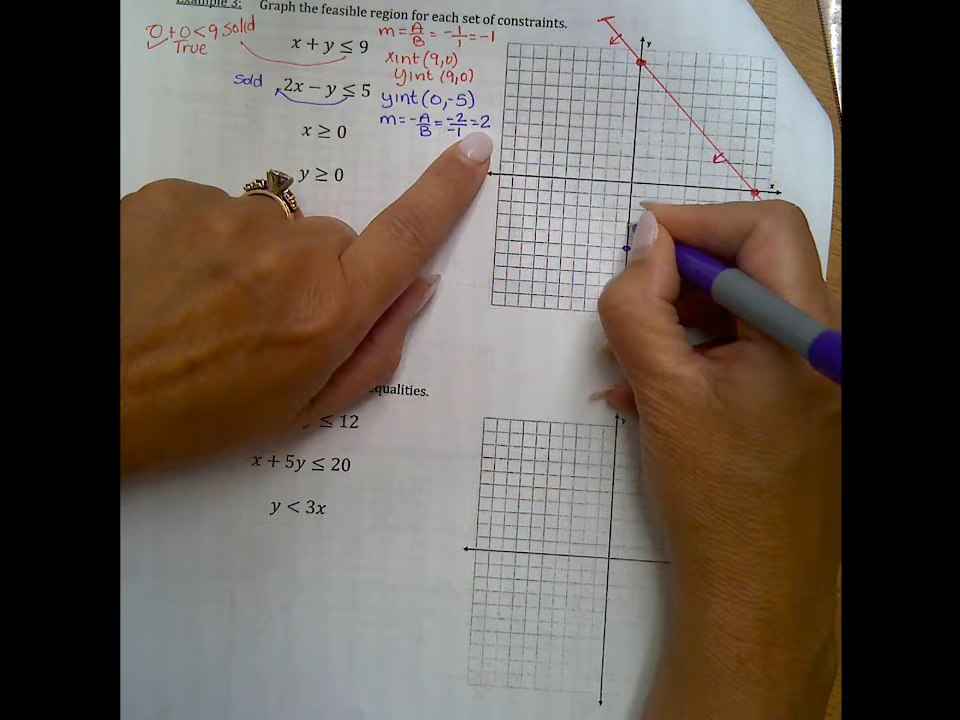 Example 3: Graph the feasible region for each set of constraints.
0+0<9 solid
True
x + y ≤ 9
m = A/B = -1/1 = -1
xint (9,0)
yint (9,0)
Sold
2x − y ≤ 5
yint (0,-5)
m = -A/B = -2/-1 = 2
x ≥ 0
y ≥ 0
y
x
equalities.
≤ 12
x + 5y ≤ 20
y < 3x
y